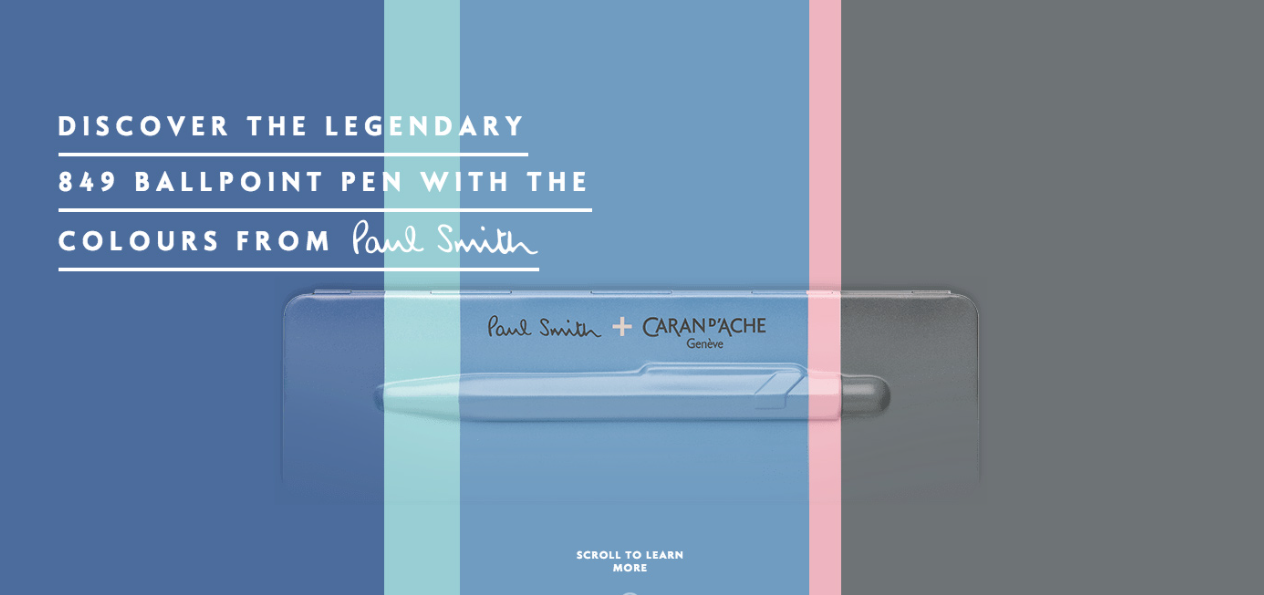 DISCOVER THE LEGENDARY
849 BALLPOINT PEN WITH THE
COLOURS FROM Paul Smith
Paul Smith + CARAN D'ACHE
Genève
SCROLL TO LEARN
MORE